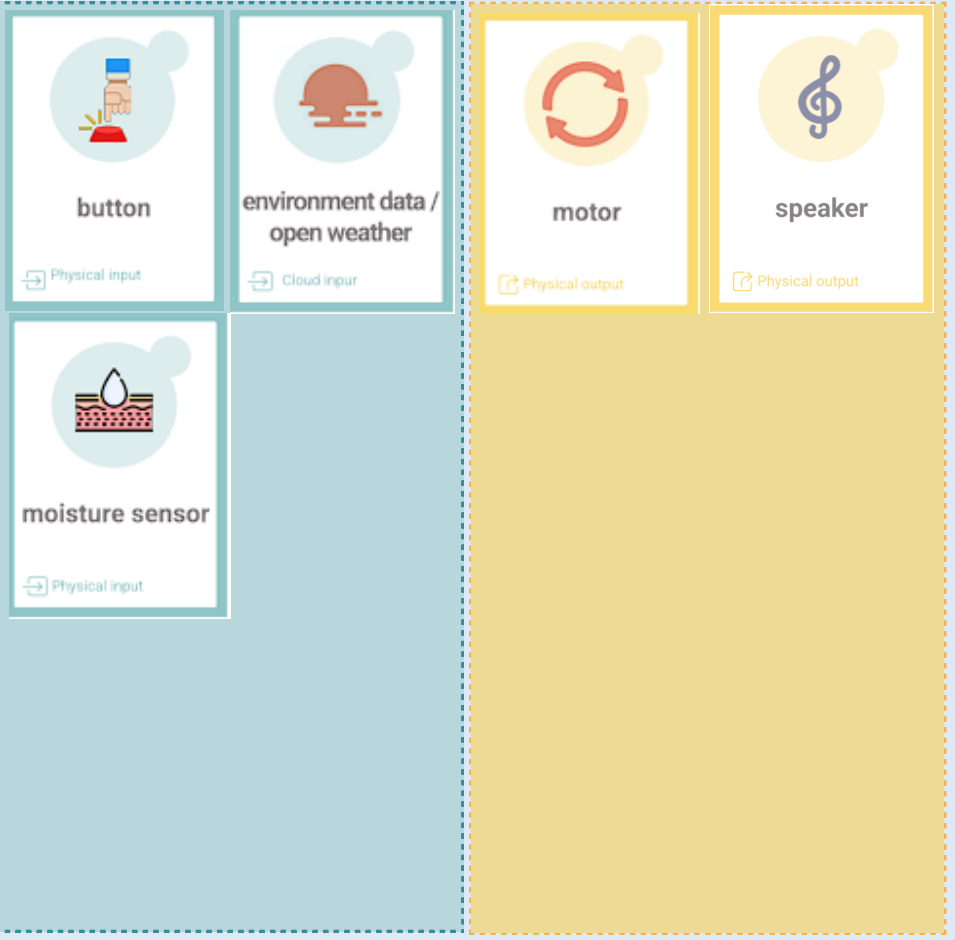 button
Physical input
environment data /
open weather
Cloud inpur
moisture sensor
Physical input
motor
Physical output
speaker
Physical output